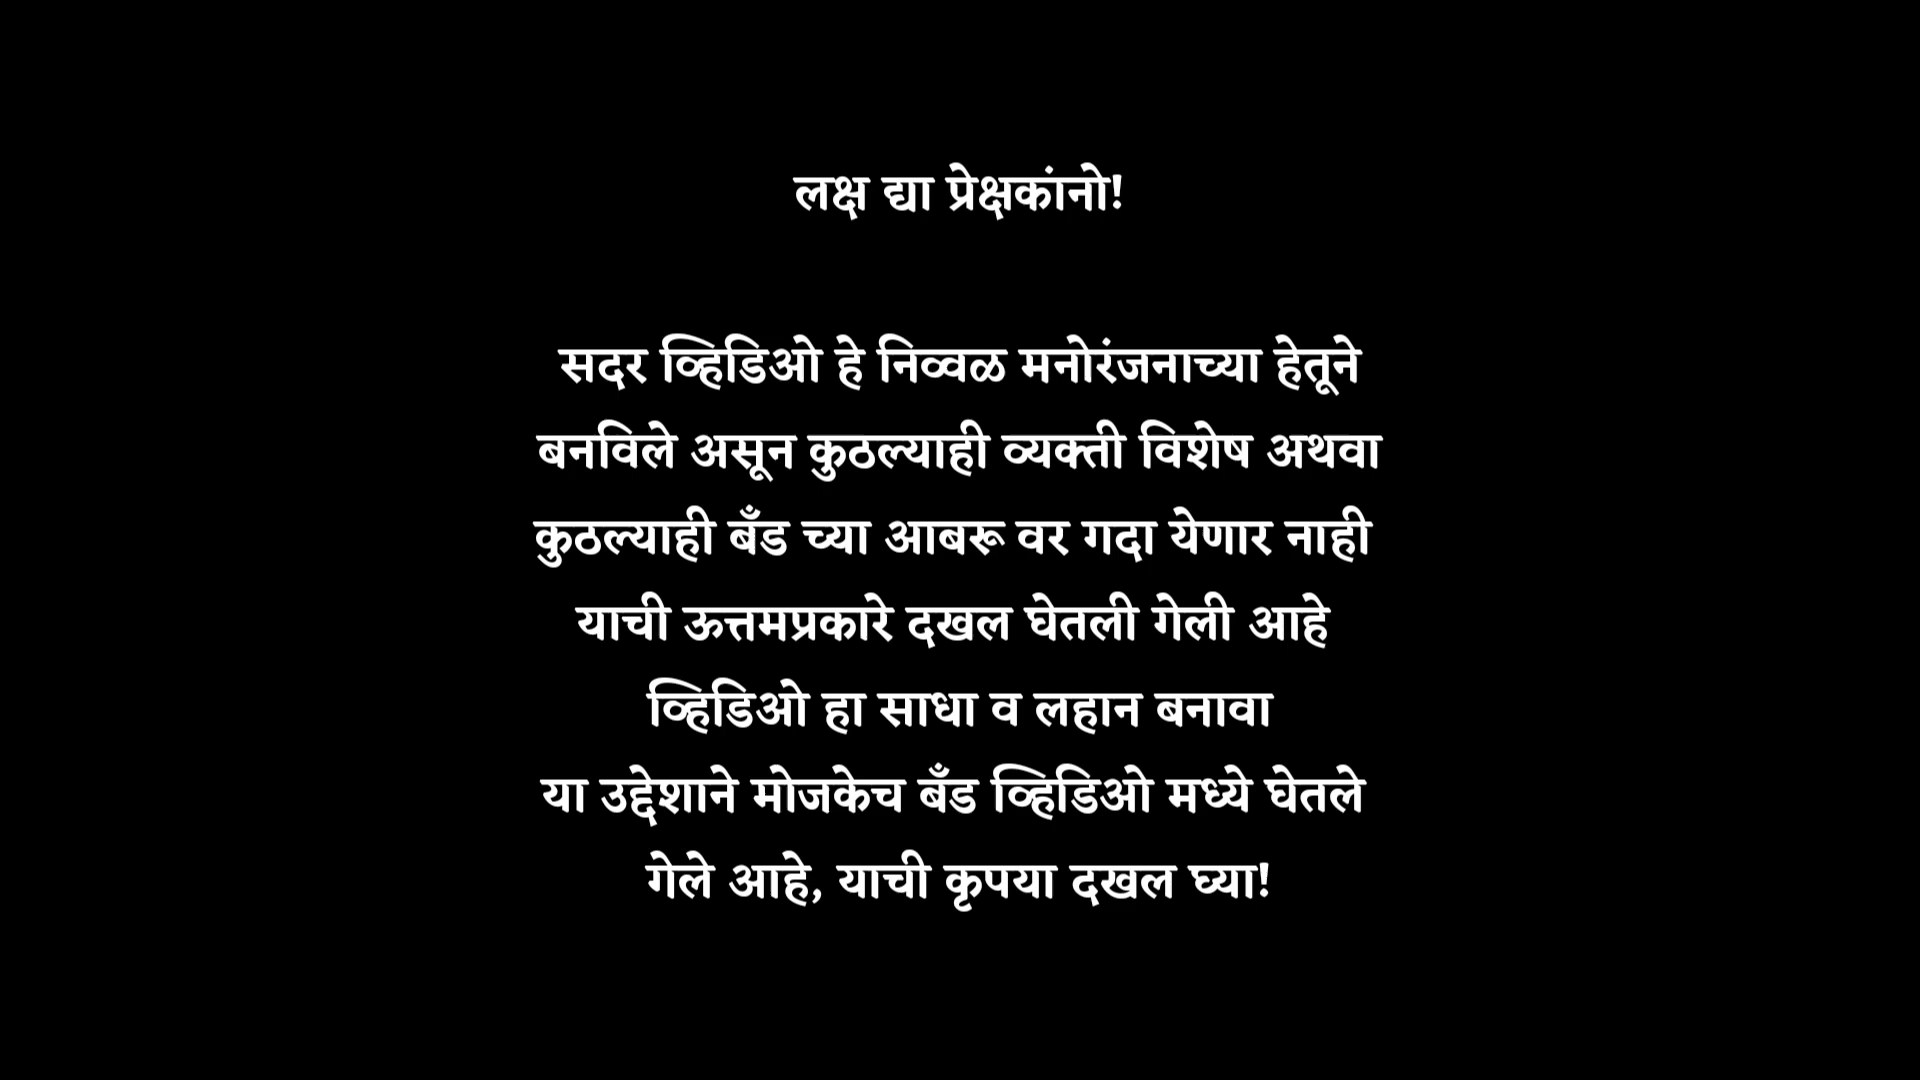 लक्ष द्या प्रेक्षकांनो!
सदर व्हिडिओ हे निव्वळ मनोरंजनाच्या हेतूने
बनविले असून कुठल्याही व्यक्ती विशेष अथवा
कुठल्याही बँड च्या आबरू वर गदा येणार नाही
याची ऊत्तमप्रकारे दखल घेतली गेली आहे
व्हिडिओ हा साधा व लहान बनावा
या उद्देशाने मोजकेच बँड व्हिडिओ मध्ये घेतले
गेले आहे, याची कृपया दखल घ्या!